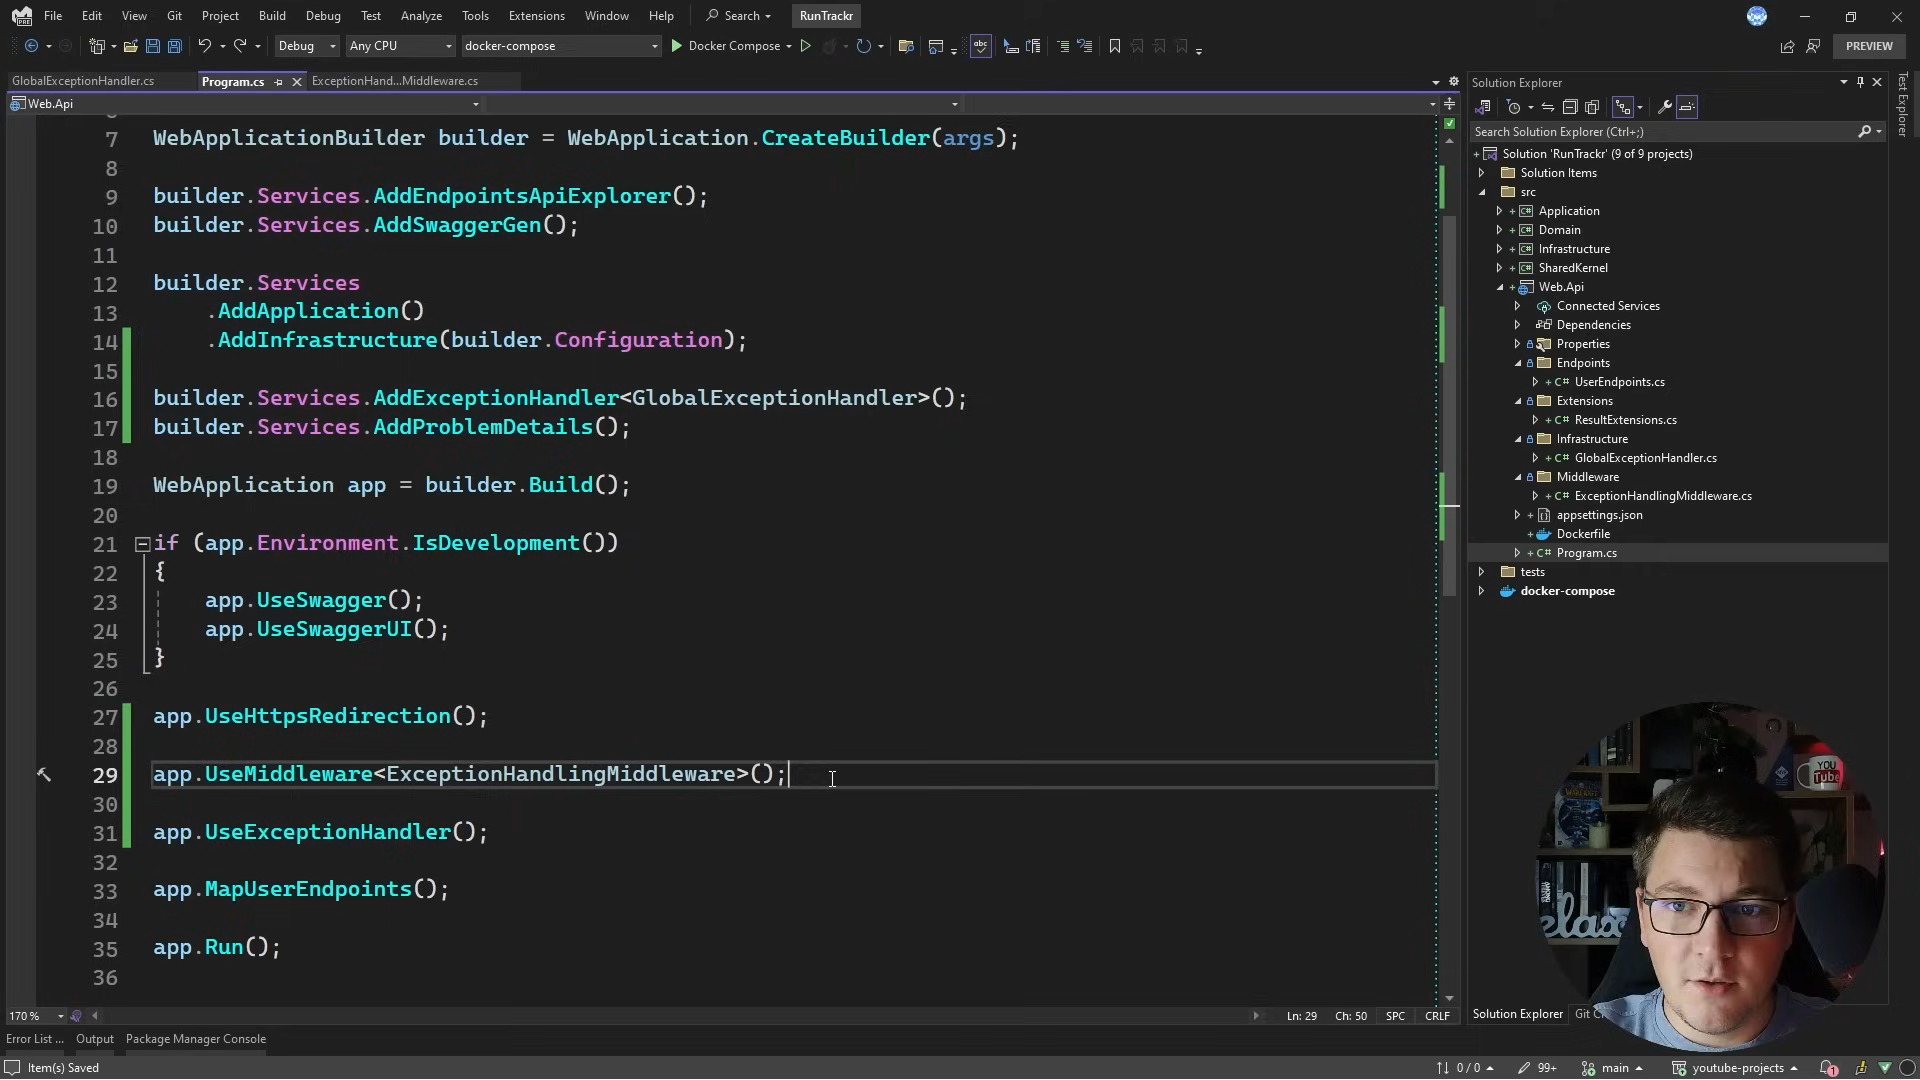 File Edit View Git Project Build Debug Test Analyze Tools Extensions Window Help Search RunTrackr
Debug Any CPU docker-compose Docker Compose abc PREVIEW
GlobalExceptionHandler.cs Program.cs ExceptionHand...Middleware.cs
Web.Api
7 WebApplicationBuilder builder = WebApplication.CreateBuilder(args);
8
9 builder.Services.AddEndpointsApiExplorer();
10 builder.Services.AddSwaggerGen();
11
12 builder.Services
13 .AddApplication()
14 .AddInfrastructure(builder.Configuration);
15
16 builder.Services.AddExceptionHandler<GlobalExceptionHandler>();
17 builder.Services.AddProblemDetails();
18
19 WebApplication app = builder.Build();
20
21 if (app.Environment.IsDevelopment())
22 {
23 app.UseSwagger();
24 app.UseSwaggerUI();
25 }
26
27 app.UseHttpsRedirection();
28
29 app.UseMiddleware<ExceptionHandlingMiddleware>();
30
31 app.UseExceptionHandler();
32
33 app.MapUserEndpoints();
34
35 app.Run();
36
170 % Ln: 29 Ch: 50 SPC CRLF
Error List ... Output Package Manager Console
Item(s) Saved 0 / 0 99+ main youtube-projects 1
Solution Explorer
Search Solution Explorer (Ctrl+;)
Solution 'RunTrackr' (9 of 9 projects)
Solution Items
src
Application
Domain
Infrastructure
SharedKernel
Web.Api
Connected Services
Dependencies
Properties
Endpoints
UserEndpoints.cs
Extensions
ResultExtensions.cs
Infrastructure
GlobalExceptionHandler.cs
Middleware
ExceptionHandlingMiddleware.cs
appsettings.json
Dockerfile
Program.cs
tests
docker-compose
Solution Explorer
Test Explorer
YOU
relax